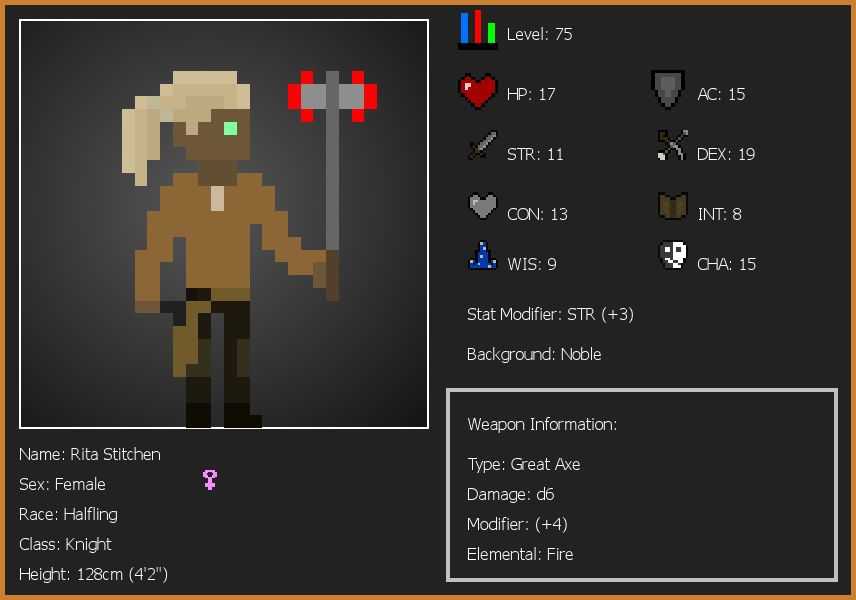 Level: 75
HP: 17
AC: 15
STR: 11
DEX: 19
CON: 13
INT: 8
WIS: 9
CHA: 15
Stat Modifier: STR (+3)
Background: Noble
Weapon Information:
Type: Great Axe
Damage: d6
Modifier: (+4)
Elemental: Fire
Name: Rita Stitchen
Sex: Female
Race: Halfling
Class: Knight
Height: 128cm (4'2")